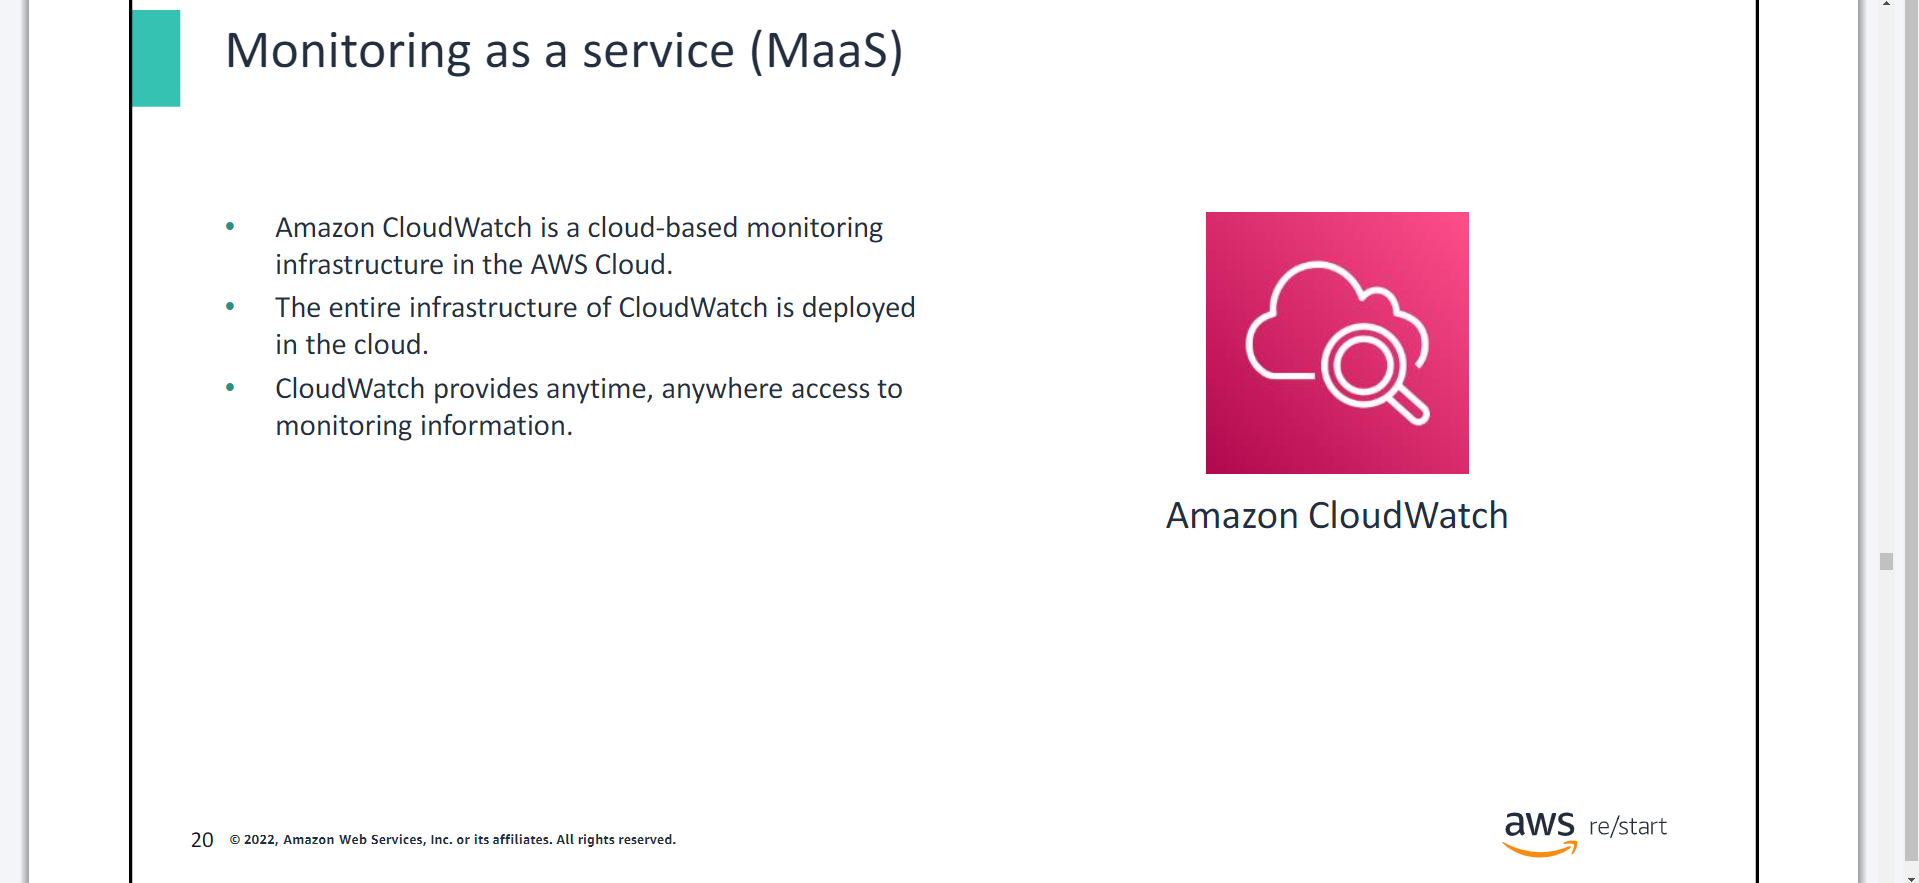 Monitoring as a service (MaaS)
• Amazon CloudWatch is a cloud-based monitoring
infrastructure in the AWS Cloud.
• The entire infrastructure of CloudWatch is deployed
in the cloud.
• CloudWatch provides anytime, anywhere access to
monitoring information.
Amazon CloudWatch
20 © 2022, Amazon Web Services, Inc. or its affiliates. All rights reserved.
aws re/start